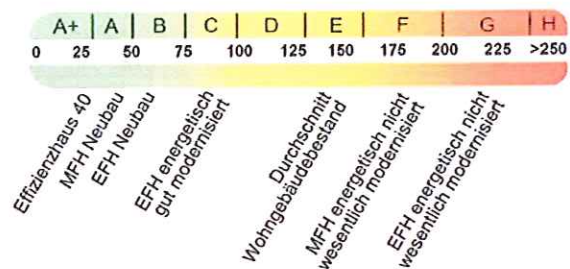 A+ A B C D E F G H
0 25 50 75 100 125 150 175 200 225 >250
Effizienzhaus 40
MFH Neubau
EFH Neubau
EFH energetisch
gut modernisiert
Durchschnitt
Wohngebäudebestand
MFH energetisch nicht
wesentlich modernisiert
EFH energetisch nicht
wesentlich modernisiert